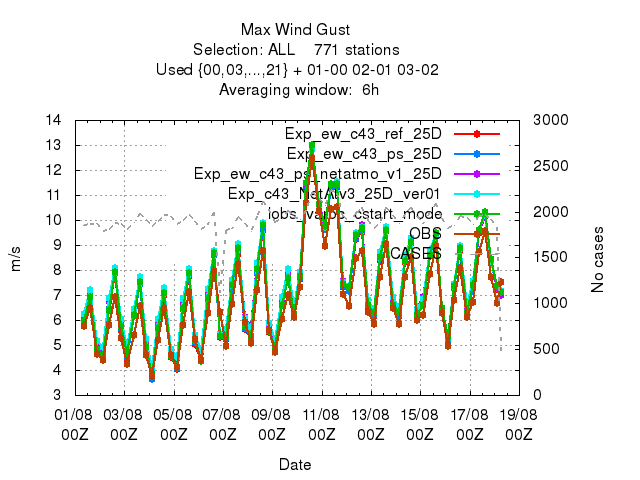 Max Wind Gust
Selection: ALL    771 stations
Used {00,03,...,21} + 01-00 02-01 03-02
Averaging window:  6h
14 3000
13 2500
12
11 2000
10
9 1500
8
7 1000
6
5 500
4
3 0
m/s
No cases
Exp_ew_c43_ref_25D
Exp_ew_c43_ps_25D
Exp_ew_c43_ps_netatmo_v1_25D
Exp_c43_NetAtv3_25D_ver01
OBS
CASES
01/08 03/08 05/08 07/08 09/08 11/08 13/08 15/08 17/08 19/08
00Z 00Z 00Z 00Z 00Z 00Z 00Z 00Z 00Z 00Z
Date